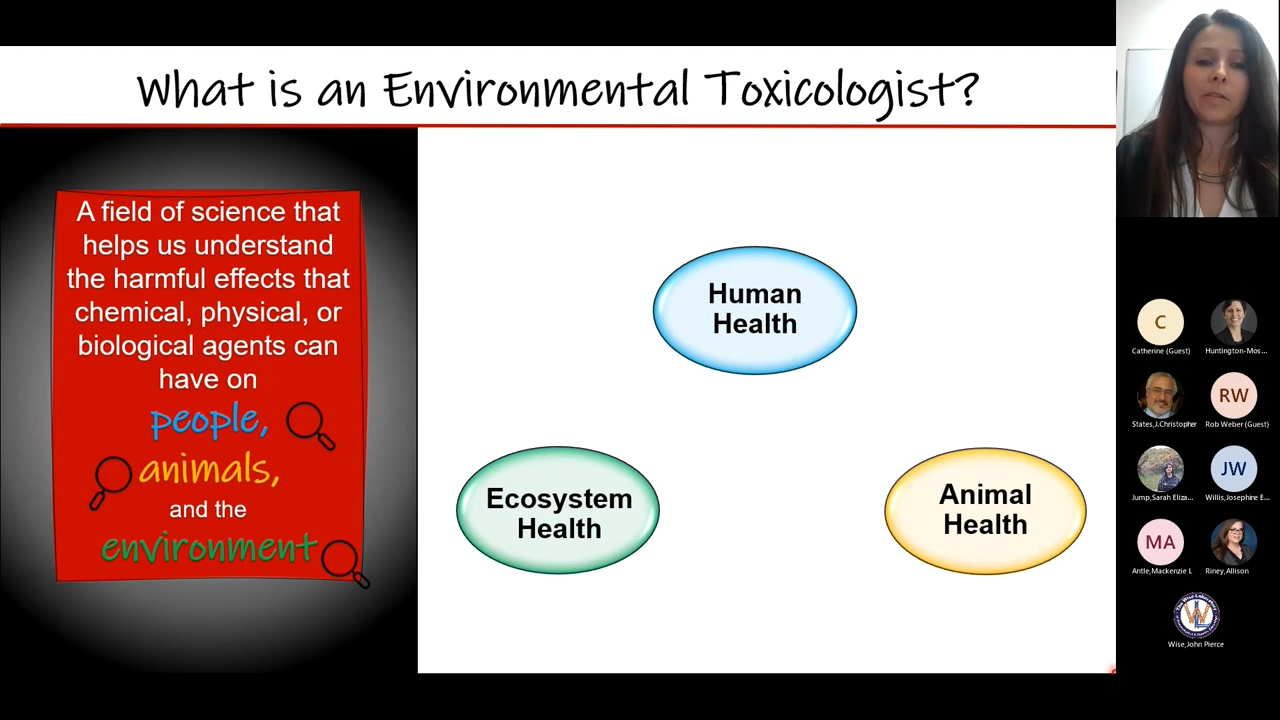 What is an Environmental Toxicologist?
A field of science that
helps us understand
the harmful effects that
chemical, physical, or
biological agents can
have on
people,
animals,
and the
environment
Human
Health
Ecosystem
Health
Animal
Health
C
Catherine (Guest)
Huntington-Mos...
States,J.Christopher
RW
Rob Weber (Guest)
Jump,Sarah Eliza...
JW
Willis,Josephine E...
MA
Antle,Mackenzie L
Riney,Allison
Wise,John Pierce